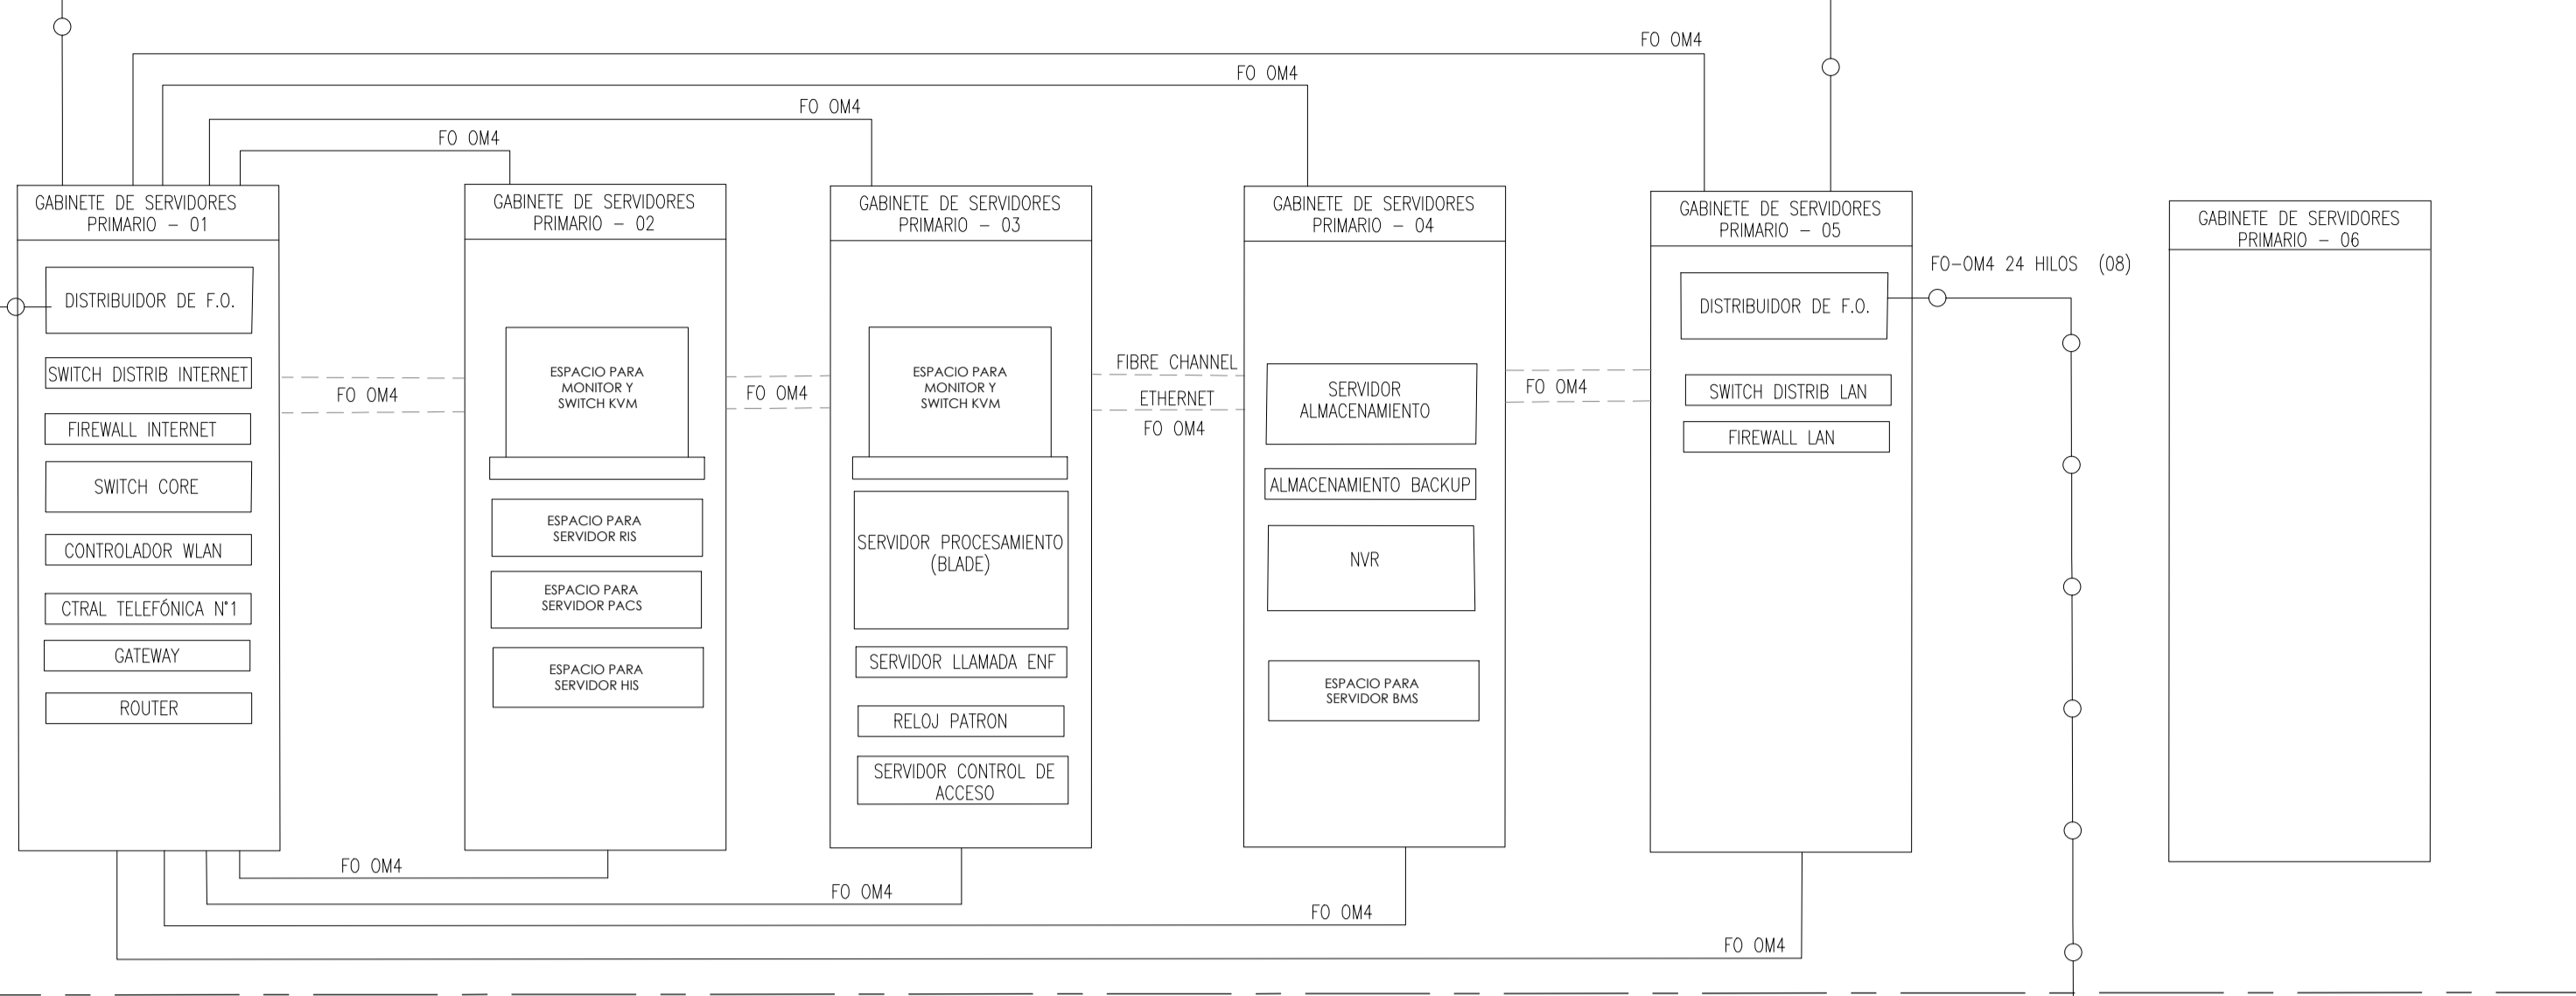 FO OM4
FO OM4
FO OM4
FO OM4
GABINETE DE SERVIDORES
PRIMARIO - 01
DISTRIBUIDOR DE F.O.
SWITCH DISTRIB INTERNET
FIREWALL INTERNET
SWITCH CORE
CONTROLADOR WLAN
CTRAL TELEFÓNICA N°1
GATEWAY
ROUTER
FO OM4
GABINETE DE SERVIDORES
PRIMARIO - 02
ESPACIO PARA
MONITOR Y
SWITCH KVM
ESPACIO PARA
SERVIDOR RIS
ESPACIO PARA
SERVIDOR PACS
ESPACIO PARA
SERVIDOR HIS
FO OM4
GABINETE DE SERVIDORES
PRIMARIO - 03
ESPACIO PARA
MONITOR Y
SWITCH KVM
SERVIDOR PROCESAMIENTO
(BLADE)
SERVIDOR LLAMADA ENF
RELOJ PATRON
SERVIDOR CONTROL DE
ACCESO
FIBRE CHANNEL
ETHERNET
FO OM4
GABINETE DE SERVIDORES
PRIMARIO - 04
SERVIDOR
ALMACENAMIENTO
ALMACENAMIENTO BACKUP
NVR
ESPACIO PARA
SERVIDOR BMS
FO OM4
GABINETE DE SERVIDORES
PRIMARIO - 05
DISTRIBUIDOR DE F.O.
SWITCH DISTRIB LAN
FIREWALL LAN
FO-OM4 24 HILOS (08)
GABINETE DE SERVIDORES
PRIMARIO - 06
FO OM4
FO OM4
FO OM4
FO OM4